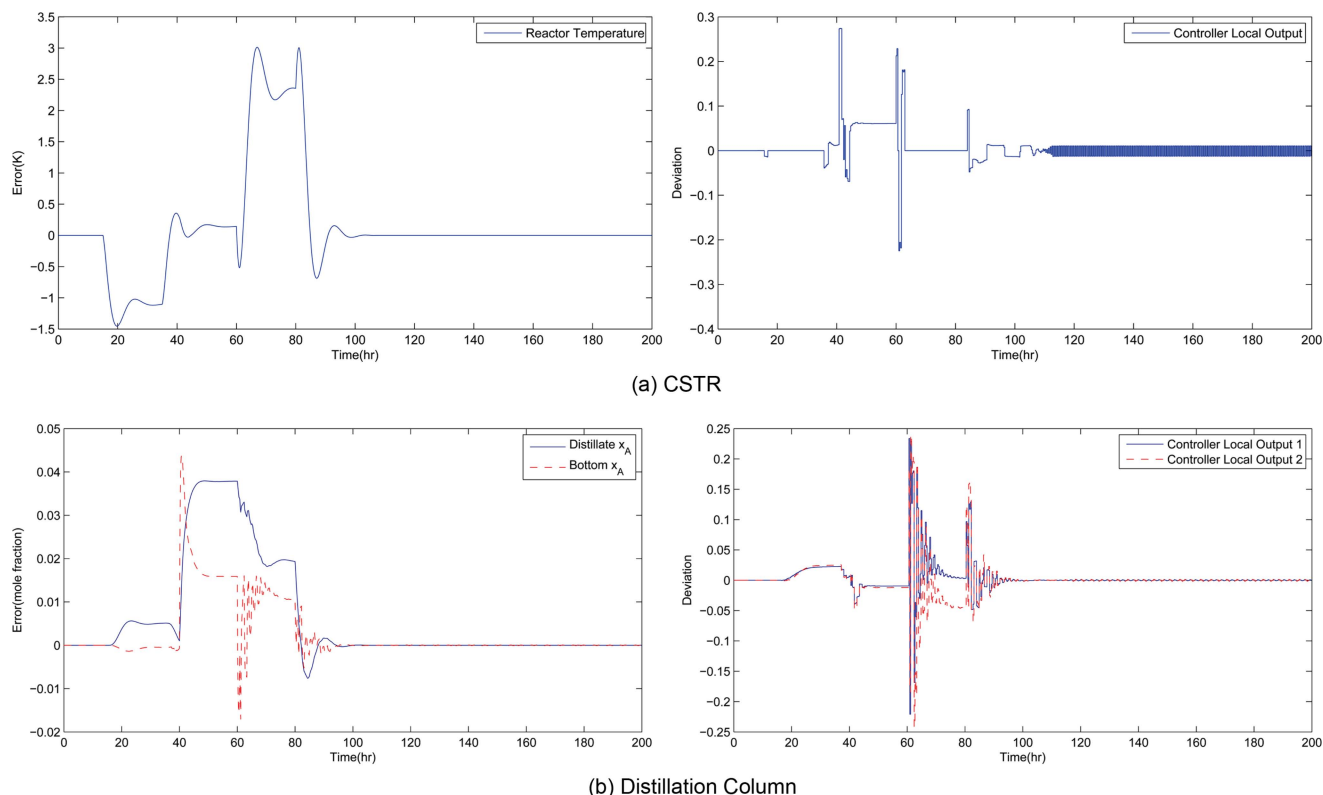 3.5
3
2.5
2
1.5
1
0.5
0
−0.5
−1
−1.5
Error(K)
Reactor Temperature
0 20 40 60 80 100 120 140 160 180 200
Time(hr)
0.3
0.2
0.1
0
−0.1
−0.2
−0.3
−0.4
Deviation
Controller Local Output
0 20 40 60 80 100 120 140 160 180 200
Time(hr)
(a) CSTR
0.05
0.04
0.03
0.02
0.01
0
−0.01
−0.02
Error(mole fraction)
Distillate x_A
Bottom x_A
0 20 40 60 80 100 120 140 160 180 200
Time(hr)
0.25
0.2
0.15
0.1
0.05
0
−0.05
−0.1
−0.15
−0.2
−0.25
Deviation
Controller Local Output 1
Controller Local Output 2
0 20 40 60 80 100 120 140 160 180 200
Time(hr)
(b) Distillation Column